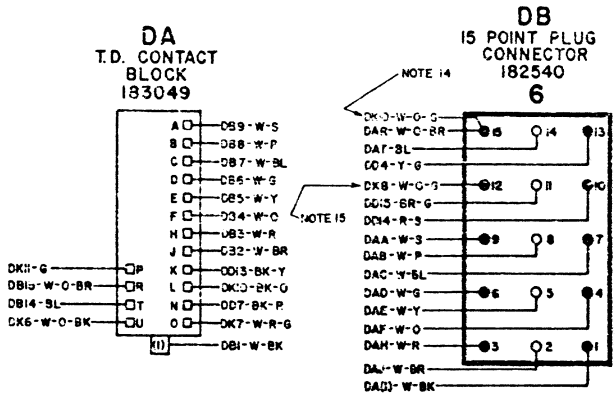 DA
T.D. CONTACT
BLOCK
183049
A DB9-W-S
B DB8-W-P
C DB7-W-BL
D DB6-W-G
E DB5-W-Y
F DB4-W-O
H DB3-W-R
J DB2-W-BR
DK11-G P K DD13-BK-Y
DB15-W-O-BR R L DK10-BK-O
DB14-SL T N DD7-BK-R
DK6-W-O-BK U O DK7-W-R-G
(1) DB1-W-BK
NOTE 14
NOTE 15
DB
15 POINT PLUG
CONNECTOR
182540
6
DAR-W-O-BR 15 14 13
DAT-SL
DD4-Y-G
DK8-W-O-G 12 11 10
DD15-BR-G
DD14-R-S
DAA-W-S 9 8 7
DAB-W-P
DAC-W-BL
DAD-W-G 6 5 4
DAE-W-Y
DAF-W-O
DAH-W-R 3 2 1
DAJ-W-BR
W-BK